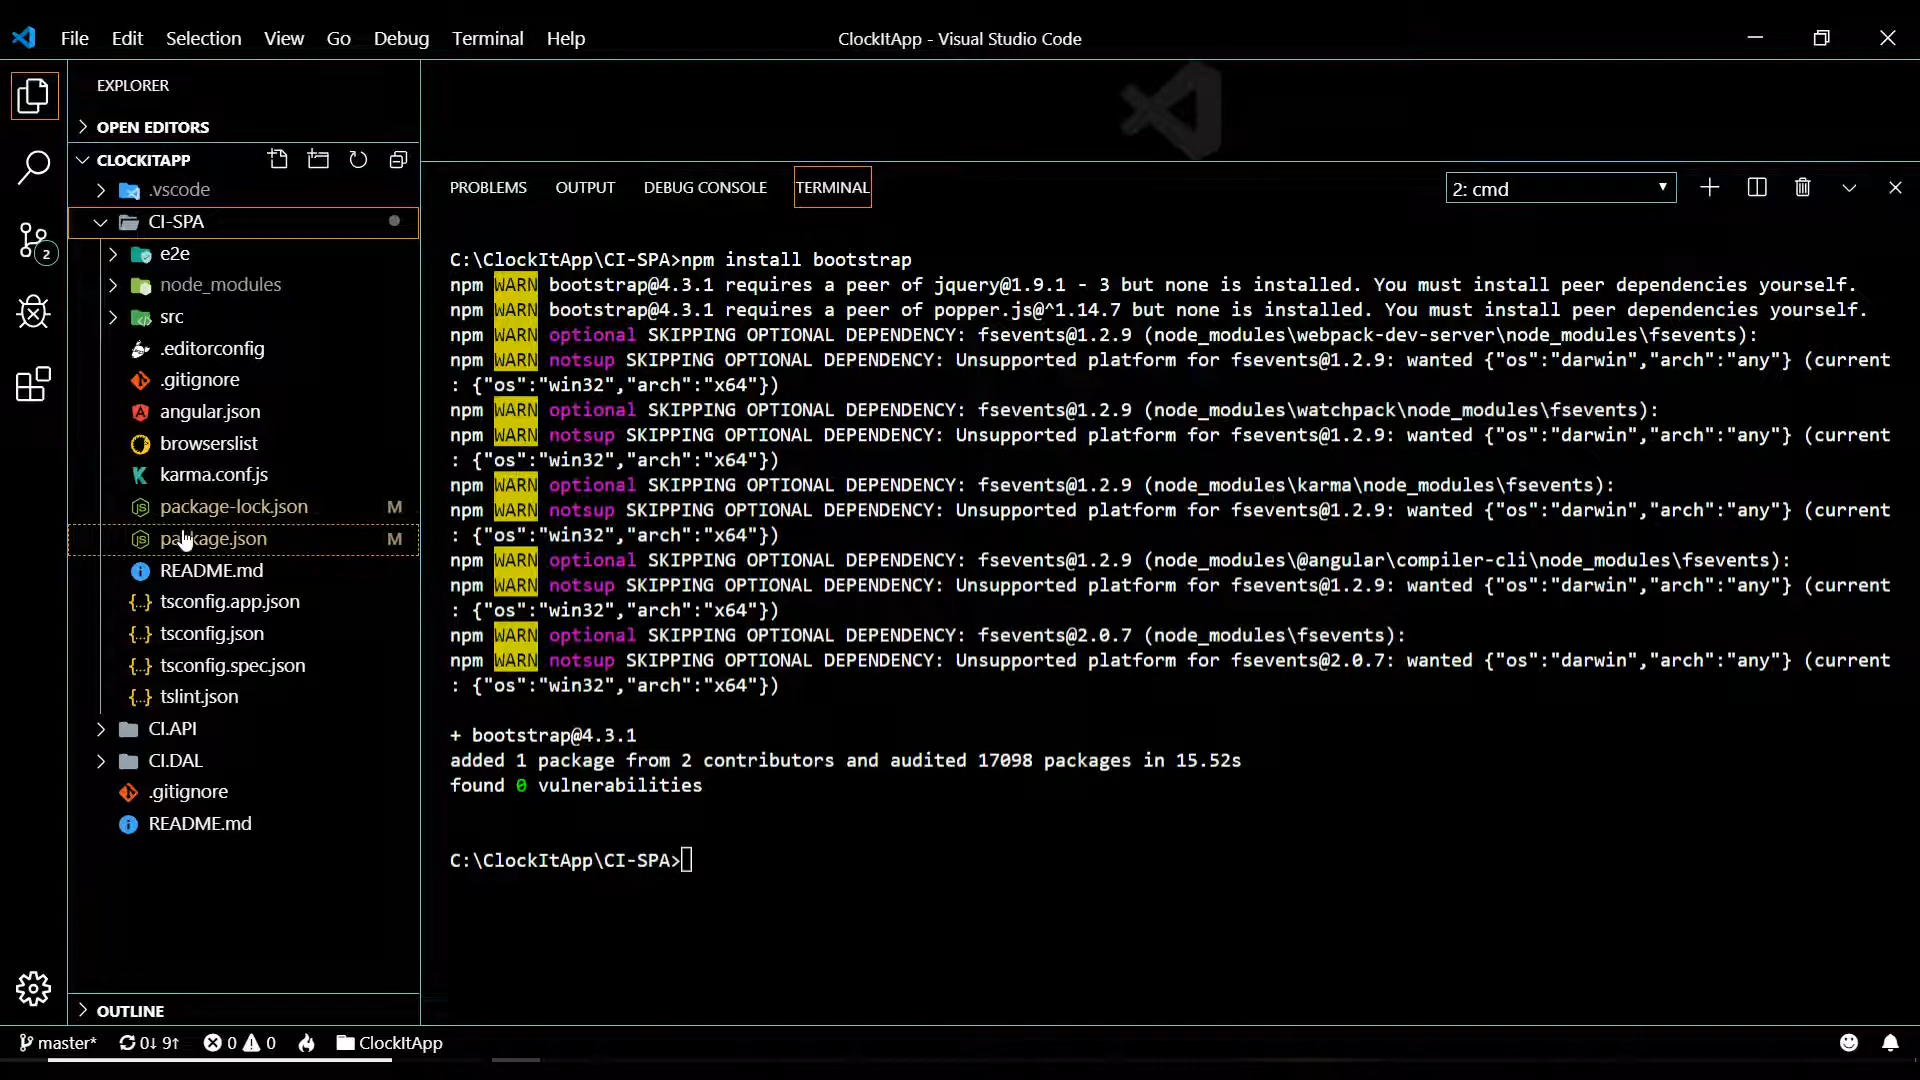 File Edit Selection View Go Debug Terminal Help
ClockItApp - Visual Studio Code
EXPLORER
OPEN EDITORS
CLOCKITAPP
.vscode
CI-SPA
e2e
node_modules
src
.editorconfig
.gitignore
angular.json
browserslist
karma.conf.js
package-lock.json M
package.json M
README.md
tsconfig.app.json
tsconfig.json
tsconfig.spec.json
tslint.json
CI.API
CI.DAL
.gitignore
README.md
OUTLINE
2
PROBLEMS OUTPUT DEBUG CONSOLE TERMINAL
2: cmd
C:\ClockItApp\CI-SPA>npm install bootstrap
npm WARN bootstrap@4.3.1 requires a peer of jquery@1.9.1 - 3 but none is installed. You must install peer dependencies yourself.
npm WARN bootstrap@4.3.1 requires a peer of popper.js@^1.14.7 but none is installed. You must install peer dependencies yourself.
npm WARN optional SKIPPING OPTIONAL DEPENDENCY: fsevents@1.2.9 (node_modules\webpack-dev-server\node_modules\fsevents):
npm WARN notsup SKIPPING OPTIONAL DEPENDENCY: Unsupported platform for fsevents@1.2.9: wanted {"os":"darwin","arch":"any"} (current
: {"os":"win32","arch":"x64"})
npm WARN optional SKIPPING OPTIONAL DEPENDENCY: fsevents@1.2.9 (node_modules\watchpack\node_modules\fsevents):
npm WARN notsup SKIPPING OPTIONAL DEPENDENCY: Unsupported platform for fsevents@1.2.9: wanted {"os":"darwin","arch":"any"} (current
: {"os":"win32","arch":"x64"})
npm WARN optional SKIPPING OPTIONAL DEPENDENCY: fsevents@1.2.9 (node_modules\karma\node_modules\fsevents):
npm WARN notsup SKIPPING OPTIONAL DEPENDENCY: Unsupported platform for fsevents@1.2.9: wanted {"os":"darwin","arch":"any"} (current
: {"os":"win32","arch":"x64"})
npm WARN optional SKIPPING OPTIONAL DEPENDENCY: fsevents@1.2.9 (node_modules\@angular\compiler-cli\node_modules\fsevents):
npm WARN notsup SKIPPING OPTIONAL DEPENDENCY: Unsupported platform for fsevents@1.2.9: wanted {"os":"darwin","arch":"any"} (current
: {"os":"win32","arch":"x64"})
npm WARN optional SKIPPING OPTIONAL DEPENDENCY: fsevents@2.0.7 (node_modules\fsevents):
npm WARN notsup SKIPPING OPTIONAL DEPENDENCY: Unsupported platform for fsevents@2.0.7: wanted {"os":"darwin","arch":"any"} (current
: {"os":"win32","arch":"x64"})
+ bootstrap@4.3.1
added 1 package from 2 contributors and audited 17098 packages in 15.52s
found 0 vulnerabilities
C:\ClockItApp\CI-SPA>
master* 0↓ 9↑ 0 0 ClockItApp